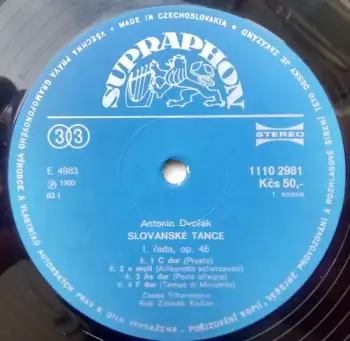 MADE IN CZECHOSLOVAKIA • VŠECHNA PRÁVA GRAMOFONOVÉHO VÝROBCE A VLASTNÍKŮ AUTORSKÝCH PRÁV K DÍLU VYHRAZENA. POŘIZOVÁNÍ KOPIÍ, VEŘEJNÉ PROVOZOVÁNÍ A ROZHLASOVÉ ŠÍŘENÍ TÉTO DESKY JE ZAKÁZÁNO •
SUPRAPHON
33
STEREO
E 4983
1110 2981
Kčs 50,-
63 I
1. strana
Antonín Dvořák
SLOVANSKÉ TANCE
I. řada, op. 46
č. 1 C dur (Presto)
č. 2 e moll (Allegretto scherzando)
č. 3 As dur (Poco allegro)
č. 4 F dur (Tempo di Minuetto)
Česká filharmonie
Řídí Zdeněk Košler